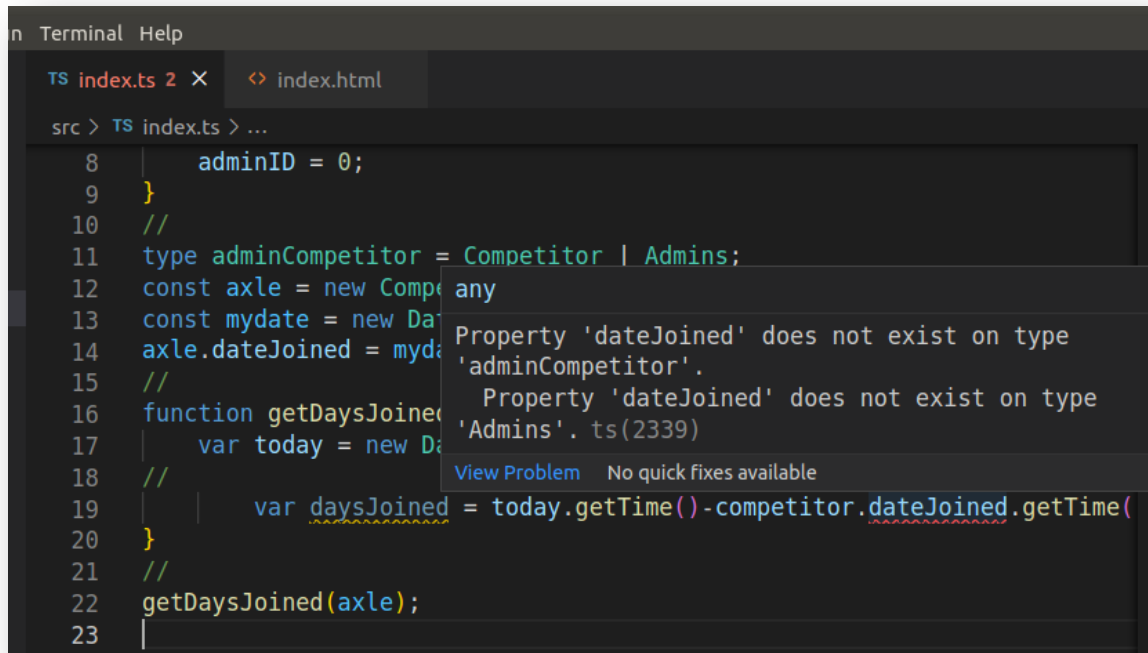 Terminal Help
TS index.ts 2 × <> index.html
src > TS index.ts > ...
8 adminID = 0;
9 }
10 //
11 type adminCompetitor = Competitor | Admins;
12 const axle = new Compe
13 const mydate = new Dat
14 axle.dateJoined = myda
15 //
16 function getDaysJoined
17 var today = new Da
18 //
19 var daysJoined = today.getTime()-competitor.dateJoined.getTime(
20 }
21 //
22 getDaysJoined(axle);
23
any
Property 'dateJoined' does not exist on type
'adminCompetitor'.
Property 'dateJoined' does not exist on type
'Admins'. ts(2339)
View Problem No quick fixes available